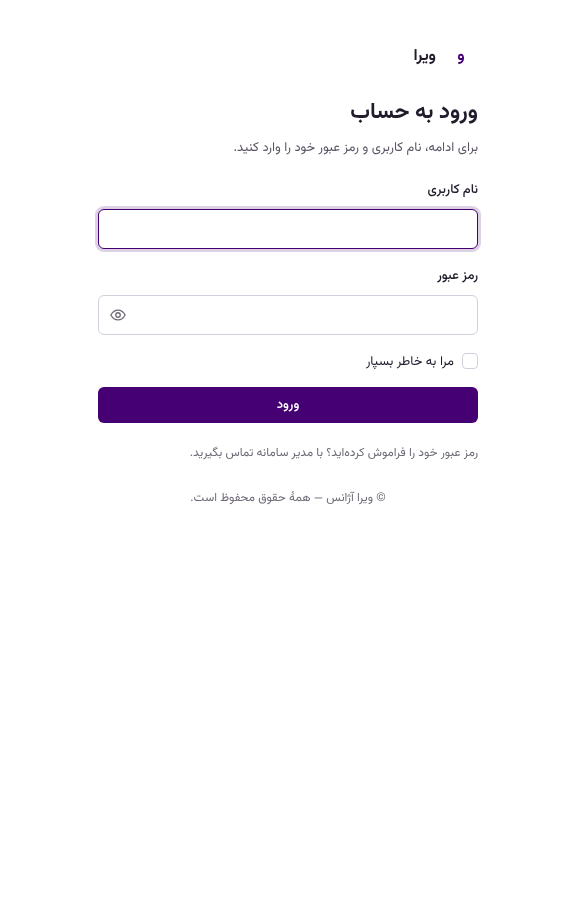 و ویرا
ورود به حساب
برای ادامه، نام کاربری و رمز عبور خود را وارد کنید.
نام کاربری
رمز عبور
مرا به خاطر بسپار
ورود
رمز عبور خود را فراموش کرده‌اید؟ با مدیر سامانه تماس بگیرید.
© ویرا آژانس — همهٔ حقوق محفوظ است.